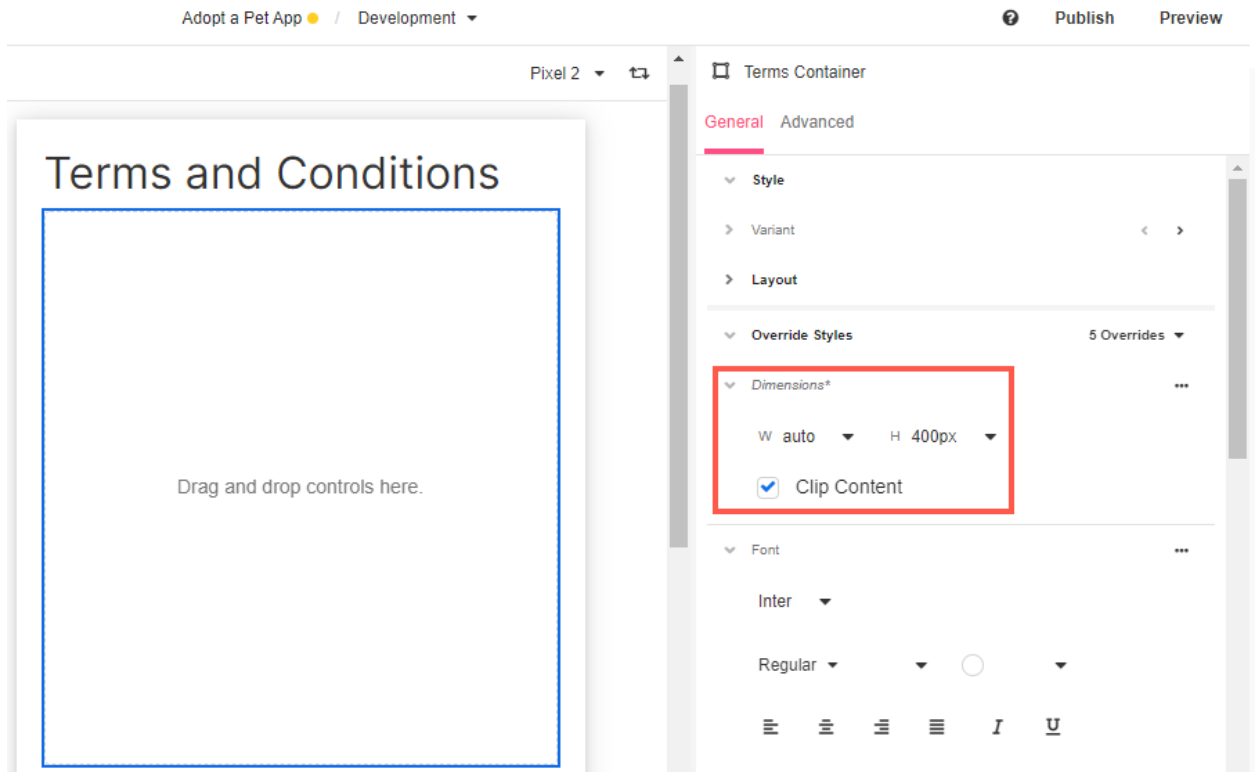 Adopt a Pet App / Development Publish Preview
Pixel 2
Terms Container
General Advanced
Terms and Conditions
Drag and drop controls here.
Style
Variant
Layout
Override Styles 5 Overrides
Dimensions*
W auto H 400px
Clip Content
Font
Inter
Regular